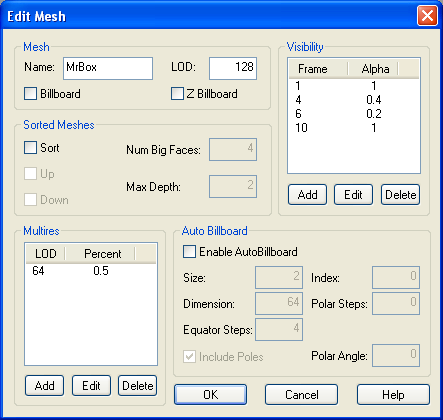 Edit Mesh
Mesh
Name: MrBox LOD: 128
Billboard Z Billboard
Sorted Meshes
Sort Num Big Faces: 4
Up
Max Depth: 2
Down
Visibility
Frame Alpha
1 1
4 0.4
6 0.2
10 1
Add Edit Delete
Multires
LOD Percent
64 0.5
Add Edit Delete
Auto Billboard
Enable AutoBillboard
Size: 2 Index: 0
Dimension: 64 Polar Steps: 0
Equator Steps: 4
Include Poles Polar Angle: 0
OK Cancel Help